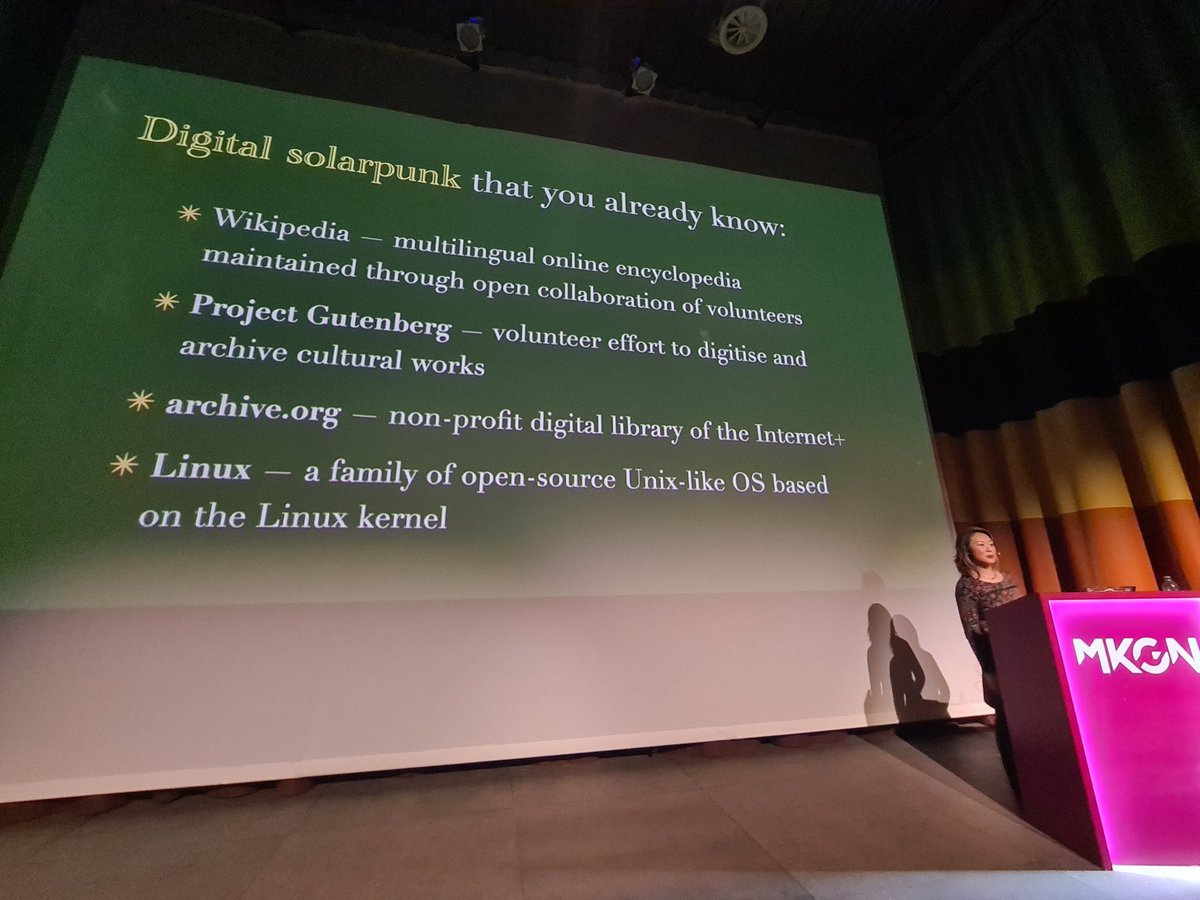 Digital solarpunk that you already know:
Wikipedia — multilingual online encyclopedia
maintained through open collaboration of volunteers
Project Gutenberg — volunteer effort to digitise and
archive cultural works
archive.org — non-profit digital library of the Internet+
Linux — a family of open-source Unix-like OS based
on the Linux kernel
MKGN